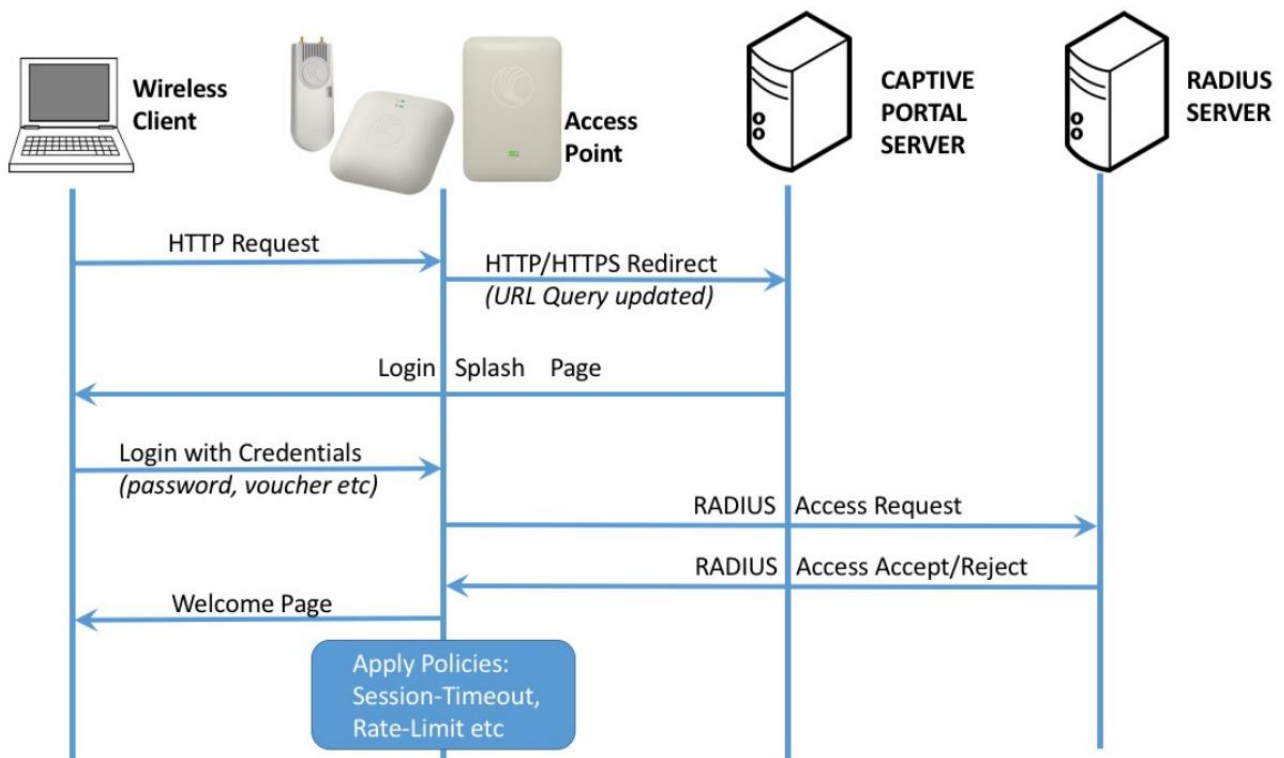 Wireless
Client
Access
Point
CAPTIVE
PORTAL
SERVER
RADIUS
SERVER
HTTP Request
HTTP/HTTPS Redirect
(URL Query updated)
Login Splash Page
Login with Credentials
(password, voucher etc)
RADIUS Access Request
RADIUS Access Accept/Reject
Welcome Page
Apply Policies:
Session-Timeout,
Rate-Limit etc